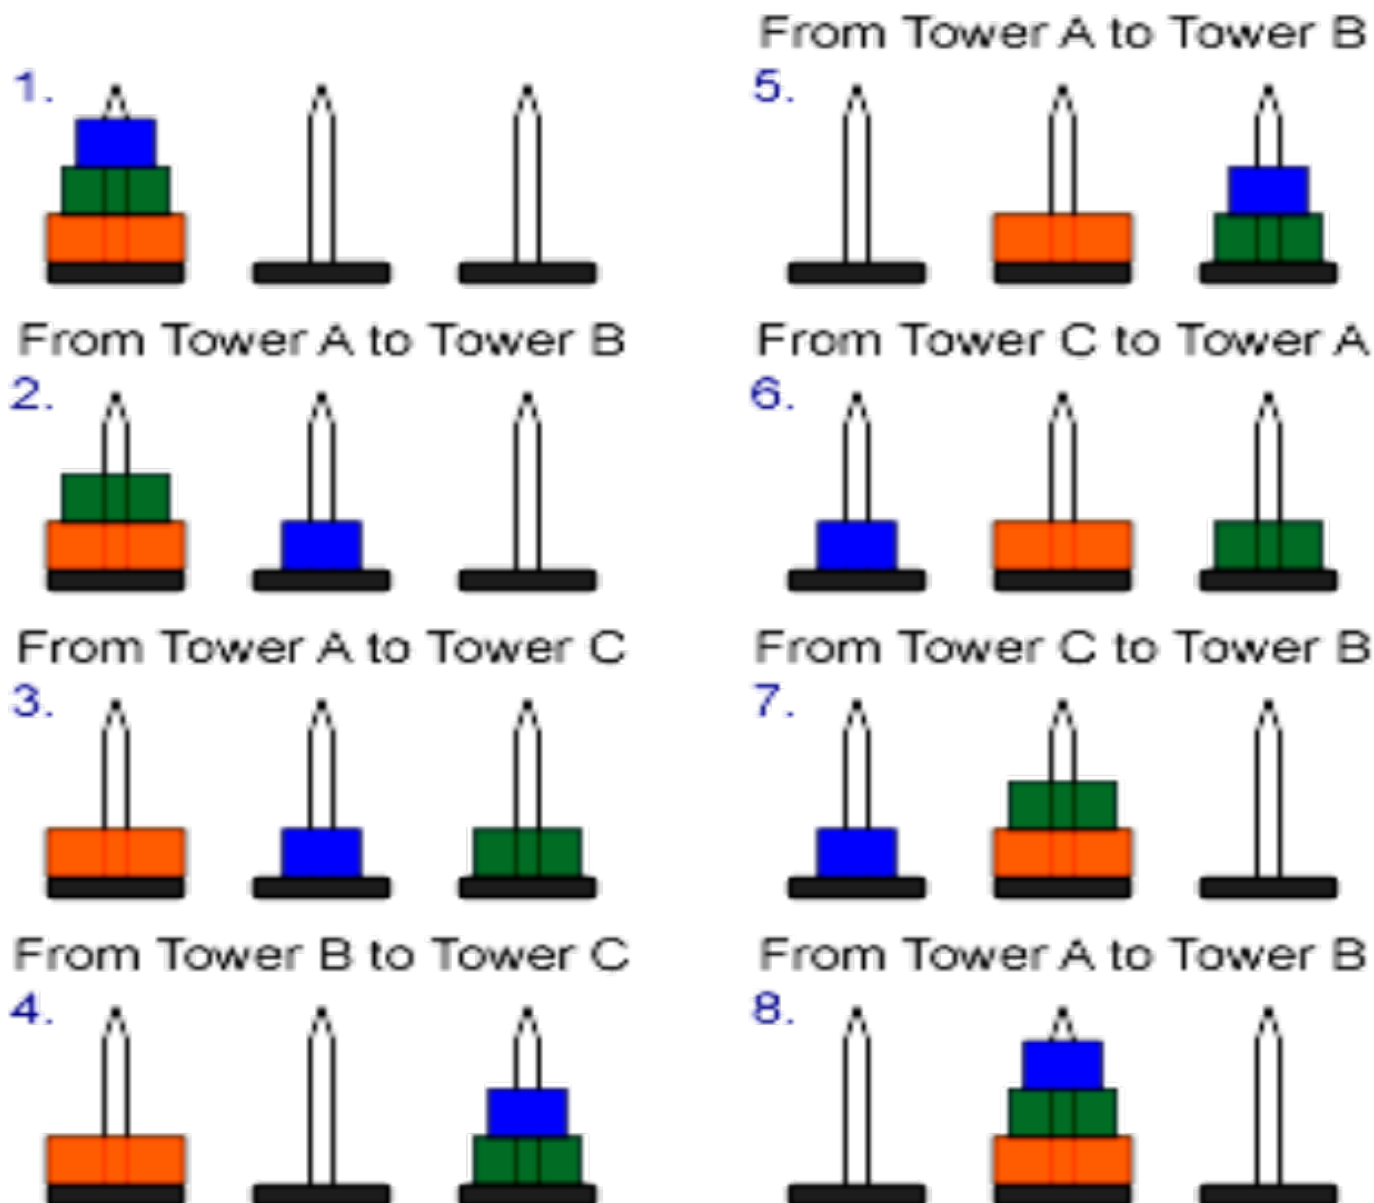 1.
From Tower A to Tower B
2.
From Tower A to Tower C
3.
From Tower B to Tower C
4.
From Tower A to Tower B
5.
From Tower C to Tower A
6.
From Tower C to Tower B
7.
From Tower A to Tower B
8.